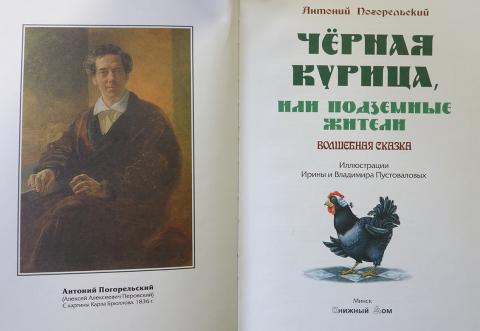 Антоний Погорельский
(Алексей Алексеевич Перовский)
С картины Карла Брюллова. 1836 г.
Антоний Погорельский
ЧЁРНАЯ
КУРИЦА,
ИЛИ ПОДЗЕМНЫЕ
ЖИТЕЛИ
ВОЛШЕБНАЯ СКАЗКА
Иллюстрации
Ирины и Владимира Пустоваловых
Минск
Книжный Дом